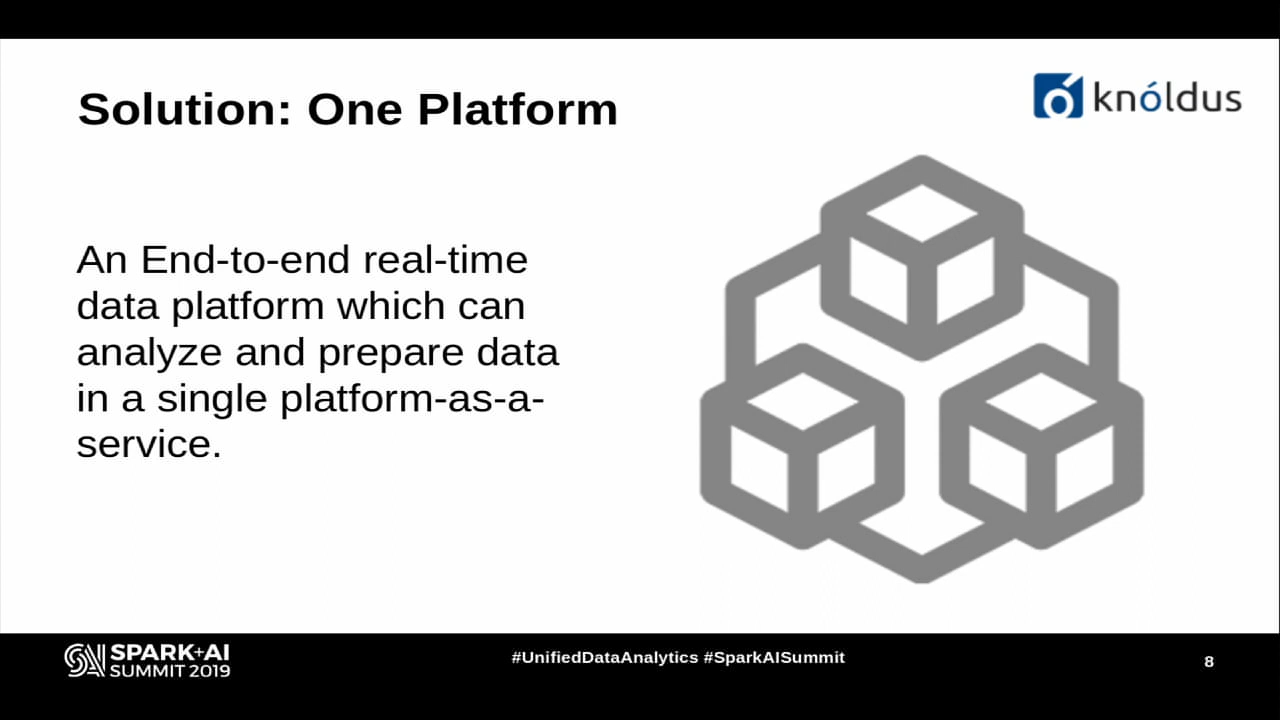 Solution: One Platform
knóldus
An End-to-end real-time
data platform which can
analyze and prepare data
in a single platform-as-a-
service.
SPARK+AI
SUMMIT 2019
#UnifiedDataAnalytics #SparkAISummit
8